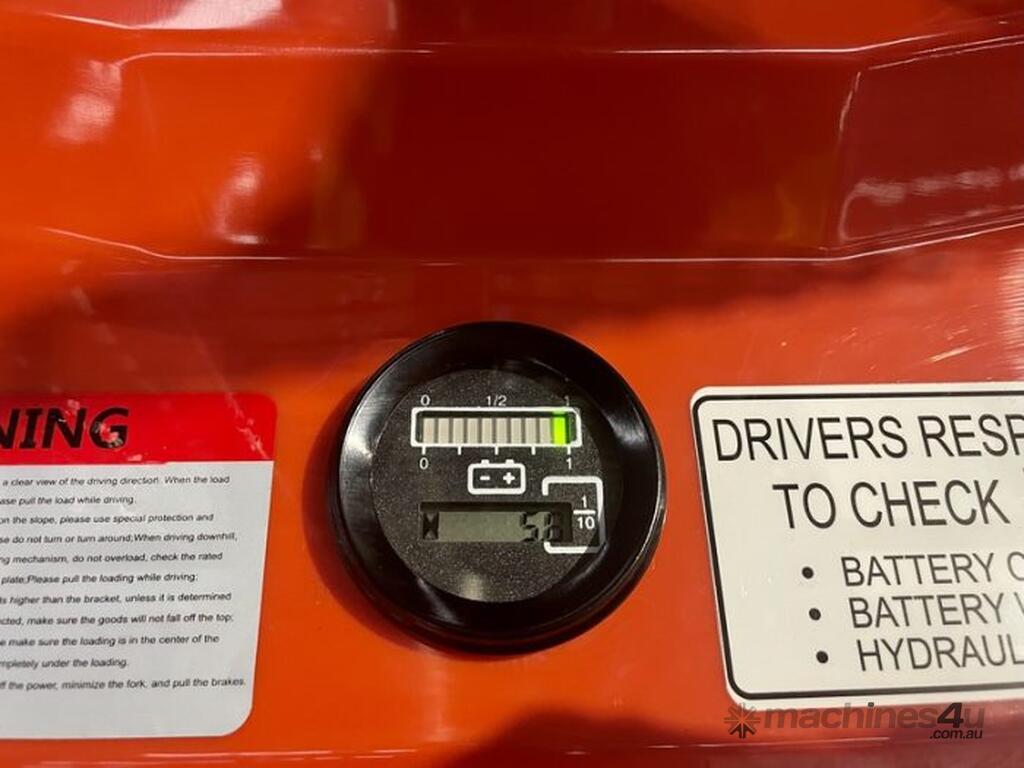 NING
a clear view of the driving direction. When the load
ase pull the load while driving.
on the slope, please use special protection and
se do not turn or turn around;When driving downhill,
ng mechanism, do not overload, check the rated
plate;Please pull the loading while driving;
ds higher than the bracket, unless it is determined
cted, make sure the goods will not fall off the top;
e make sure the loading is in the center of the
mpletely under the loading.
ff the power, minimize the fork, and pull the brakes.
0 1/2 1
0 1
- +
58
1
10
DRIVERS RESP
TO CHECK
• BATTERY
• BATTERY
• HYDRAUL
machines4u
.com.au